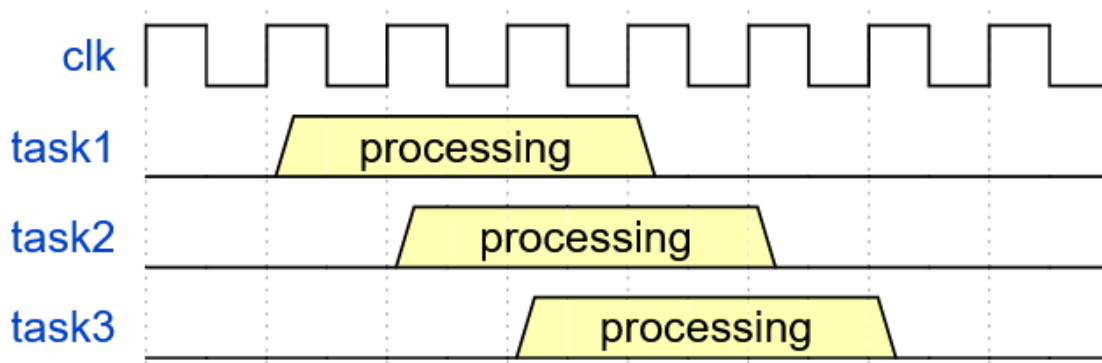 clk
task1 processing
task2 processing
task3 processing